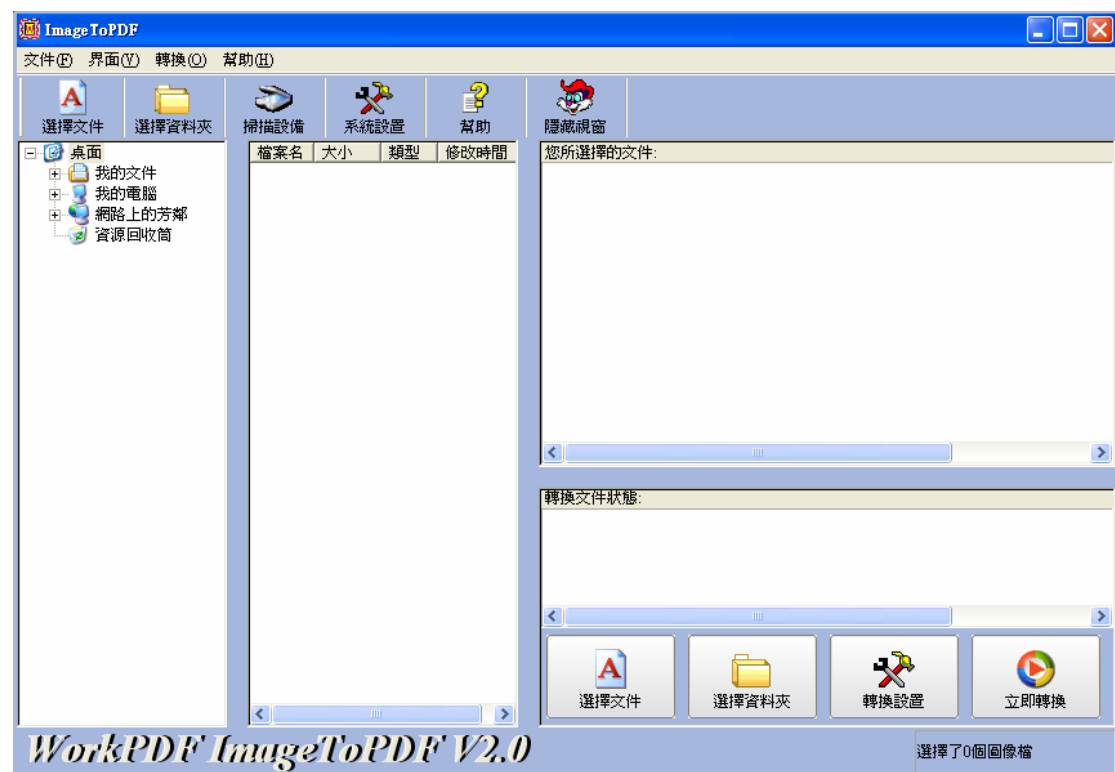 ImageToPDF
文件(F) 界面(V) 轉換(O) 幫助(H)
選擇文件 選擇資料夾 掃描設備 系統設置 幫助 隱藏視窗
桌面
我的文件
我的電腦
網路上的芳鄰
資源回收筒
檔案名 大小 類型 修改時間
您所選擇的文件:
轉換文件狀態:
選擇文件 選擇資料夾 轉換設置 立即轉換
WorkPDF ImageToPDF V2.0
選擇了0個圖像檔